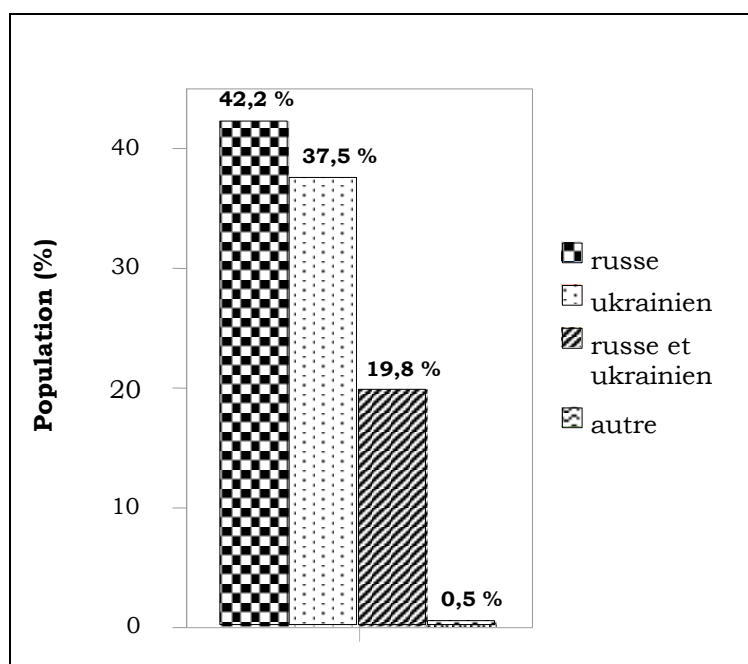 42,2 %
37,5 %
19,8 %
0,5 %
40
30
20
10
0
Population (%)
russe
ukrainien
russe et
ukrainien
autre